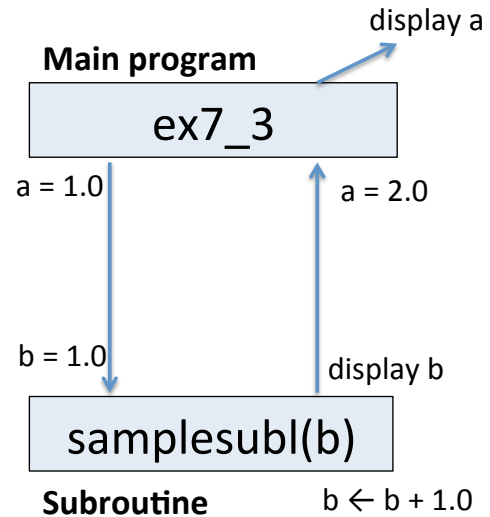 display a
Main program
ex7_3
a = 1.0
a = 2.0
b = 1.0
display b
samplesubl(b)
Subroutine
b ← b + 1.0